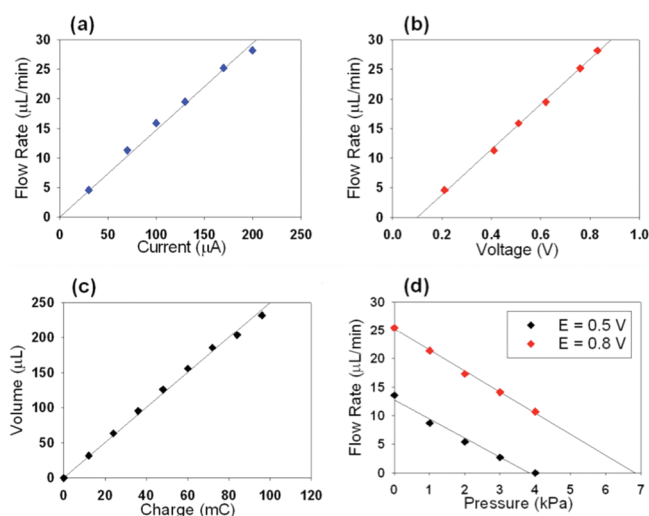 (a)
30
25
20
15
10
5
0
Flow Rate (μL/min)
0 50 100 150 200 250
Current (μA)
(b)
30
25
20
15
10
5
0
Flow Rate (μL/min)
0.0 0.2 0.4 0.6 0.8 1.0
Voltage (V)
(c)
250
200
150
100
50
0
Volume (μL)
0 20 40 60 80 100 120
Charge (mC)
(d)
30
25
20
15
10
5
0
Flow Rate (μL/min)
E = 0.5 V
E = 0.8 V
0 1 2 3 4 5 6 7
Pressure (kPa)